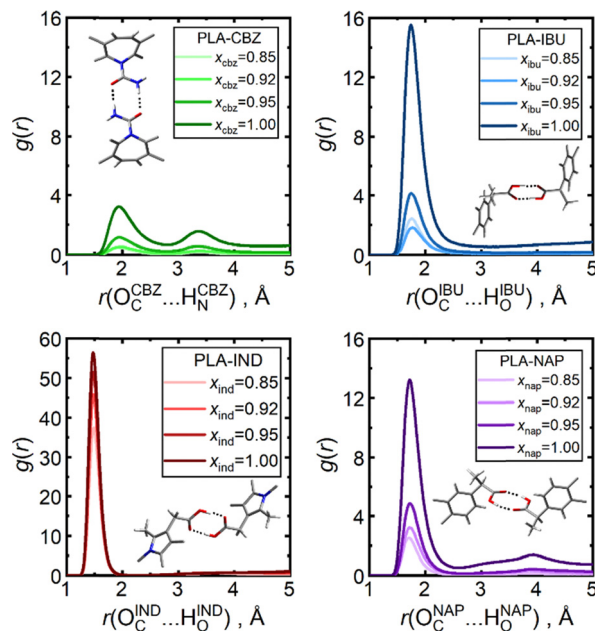 PLA-CBZ
x_cbz=0.85
x_cbz=0.92
x_cbz=0.95
x_cbz=1.00
g(r)
16
12
8
4
0
1 2 3 4 5
r(O_C^CBZ...H_N^CBZ) , Å
PLA-IBU
x_ibu=0.85
x_ibu=0.92
x_ibu=0.95
x_ibu=1.00
g(r)
16
12
8
4
0
1 2 3 4 5
r(O_C^IBU...H_O^IBU) , Å
PLA-IND
x_ind=0.85
x_ind=0.92
x_ind=0.95
x_ind=1.00
g(r)
60
50
40
30
20
10
0
1 2 3 4 5
r(O_C^IND...H_O^IND) , Å
PLA-NAP
x_nap=0.85
x_nap=0.92
x_nap=0.95
x_nap=1.00
g(r)
16
12
8
4
0
1 2 3 4 5
r(O_C^NAP...H_O^NAP) , Å